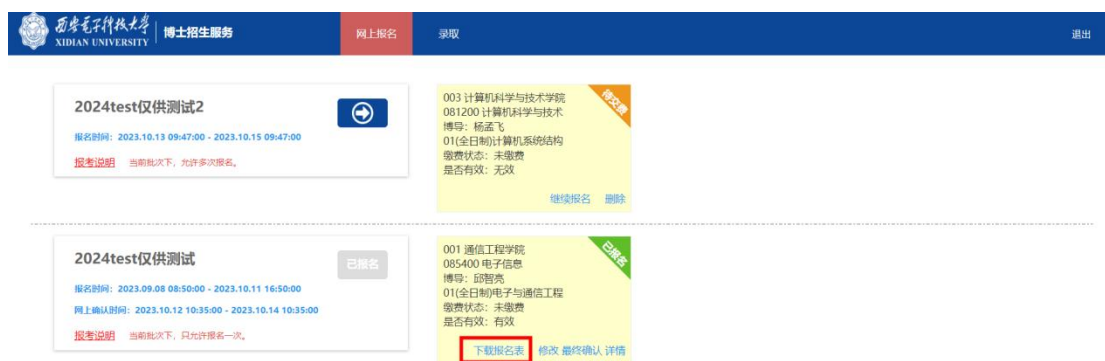 西安电子科技大学
XIDIAN UNIVERSITY
博士招生服务
网上报名
录取
退出
2024test仅供测试2
报名时间：2023.10.13 09:47:00 - 2023.10.15 09:47:00
报考说明 当前批次下，允许多次报名。
003 计算机科学与技术学院
081200 计算机科学与技术
博导：杨孟飞
01(全日制)计算机系统结构
缴费状态：未缴费
是否有效：无效
待交费
继续报名 删除
2024test仅供测试
已报名
报名时间：2023.09.08 08:50:00 - 2023.10.11 16:50:00
网上确认时间：2023.10.12 10:35:00 - 2023.10.14 10:35:00
报考说明 当前批次下，只允许报名一次。
001 通信工程学院
085400 电子信息
博导：邱智亮
01(全日制)电子与通信工程
缴费状态：未缴费
是否有效：有效
已报名
下载报名表 修改 最终确认 详情